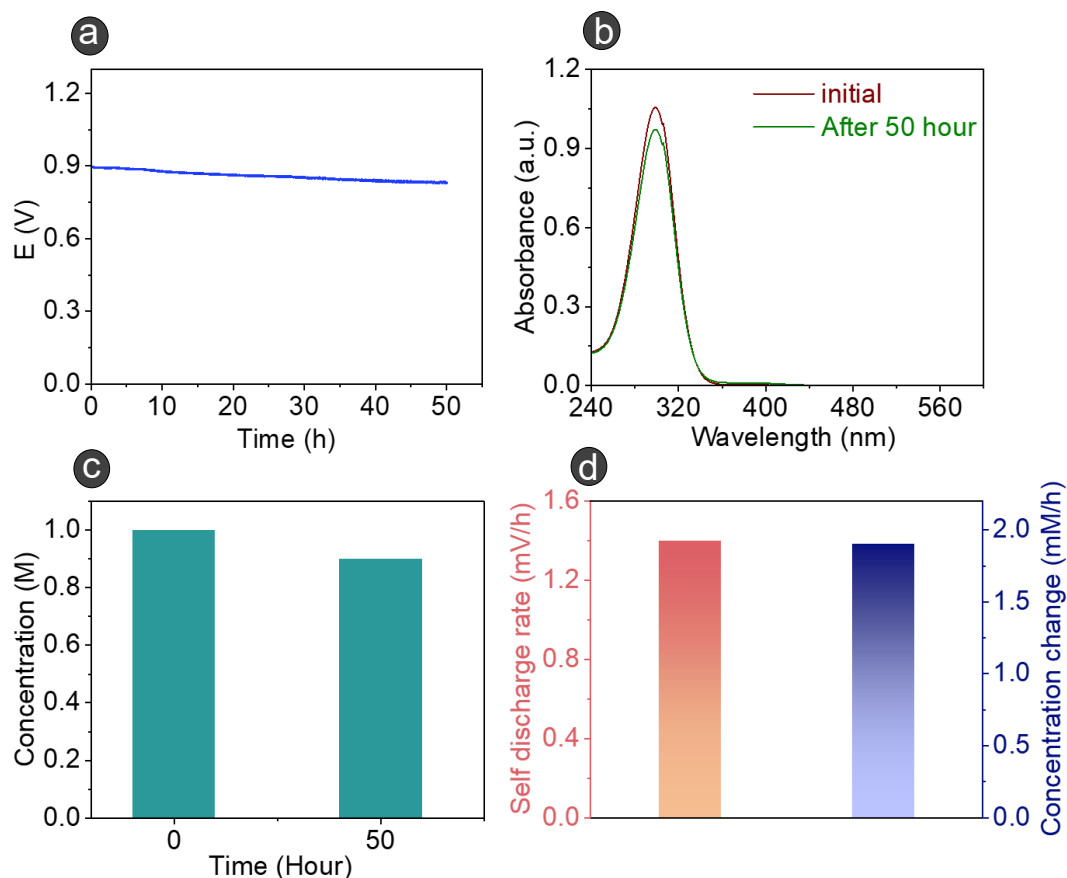 a
1.2
0.9
0.6
0.3
0.0
E (V)
0 10 20 30 40 50
Time (h)
b
1.2
0.9
0.6
0.3
0.0
Absorbance (a.u.)
initial
After 50 hour
240 320 400 480 560
Wavelength (nm)
c
1.0
0.8
0.6
0.4
0.2
0.0
Concentration (M)
0 50
Time (Hour)
d
1.6
1.2
0.8
0.4
0.0
Self discharge rate (mV/h)
2.0
1.5
1.0
0.5
0.0
Concentration change (mM/h)